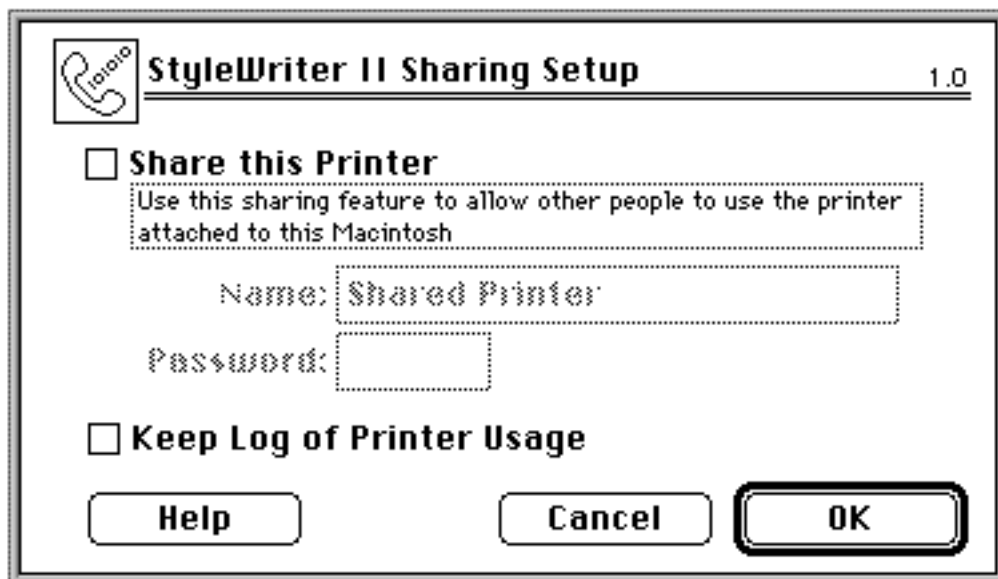 StyleWriter II Sharing Setup 1.0
Share this Printer
Use this sharing feature to allow other people to use the printer
attached to this Macintosh
Name: Shared Printer
Password:
Keep Log of Printer Usage
Help Cancel OK